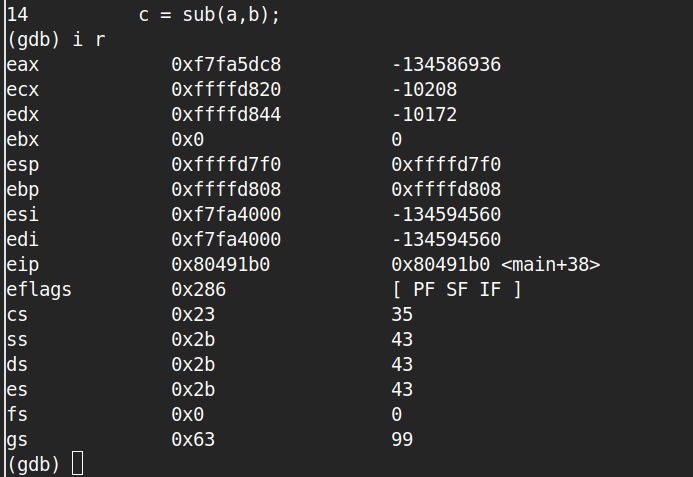 14          c = sub(a,b);
(gdb) i r
eax            0xf7fa5dc8          -134586936
ecx            0xffffd820          -10208
edx            0xffffd844          -10172
ebx            0x0                 0
esp            0xffffd7f0          0xffffd7f0
ebp            0xffffd808          0xffffd808
esi            0xf7fa4000          -134594560
edi            0xf7fa4000          -134594560
eip            0x80491b0           0x80491b0 <main+38>
eflags         0x286               [ PF SF IF ]
cs             0x23                35
ss             0x2b                43
ds             0x2b                43
es             0x2b                43
fs             0x0                 0
gs             0x63                99
(gdb)